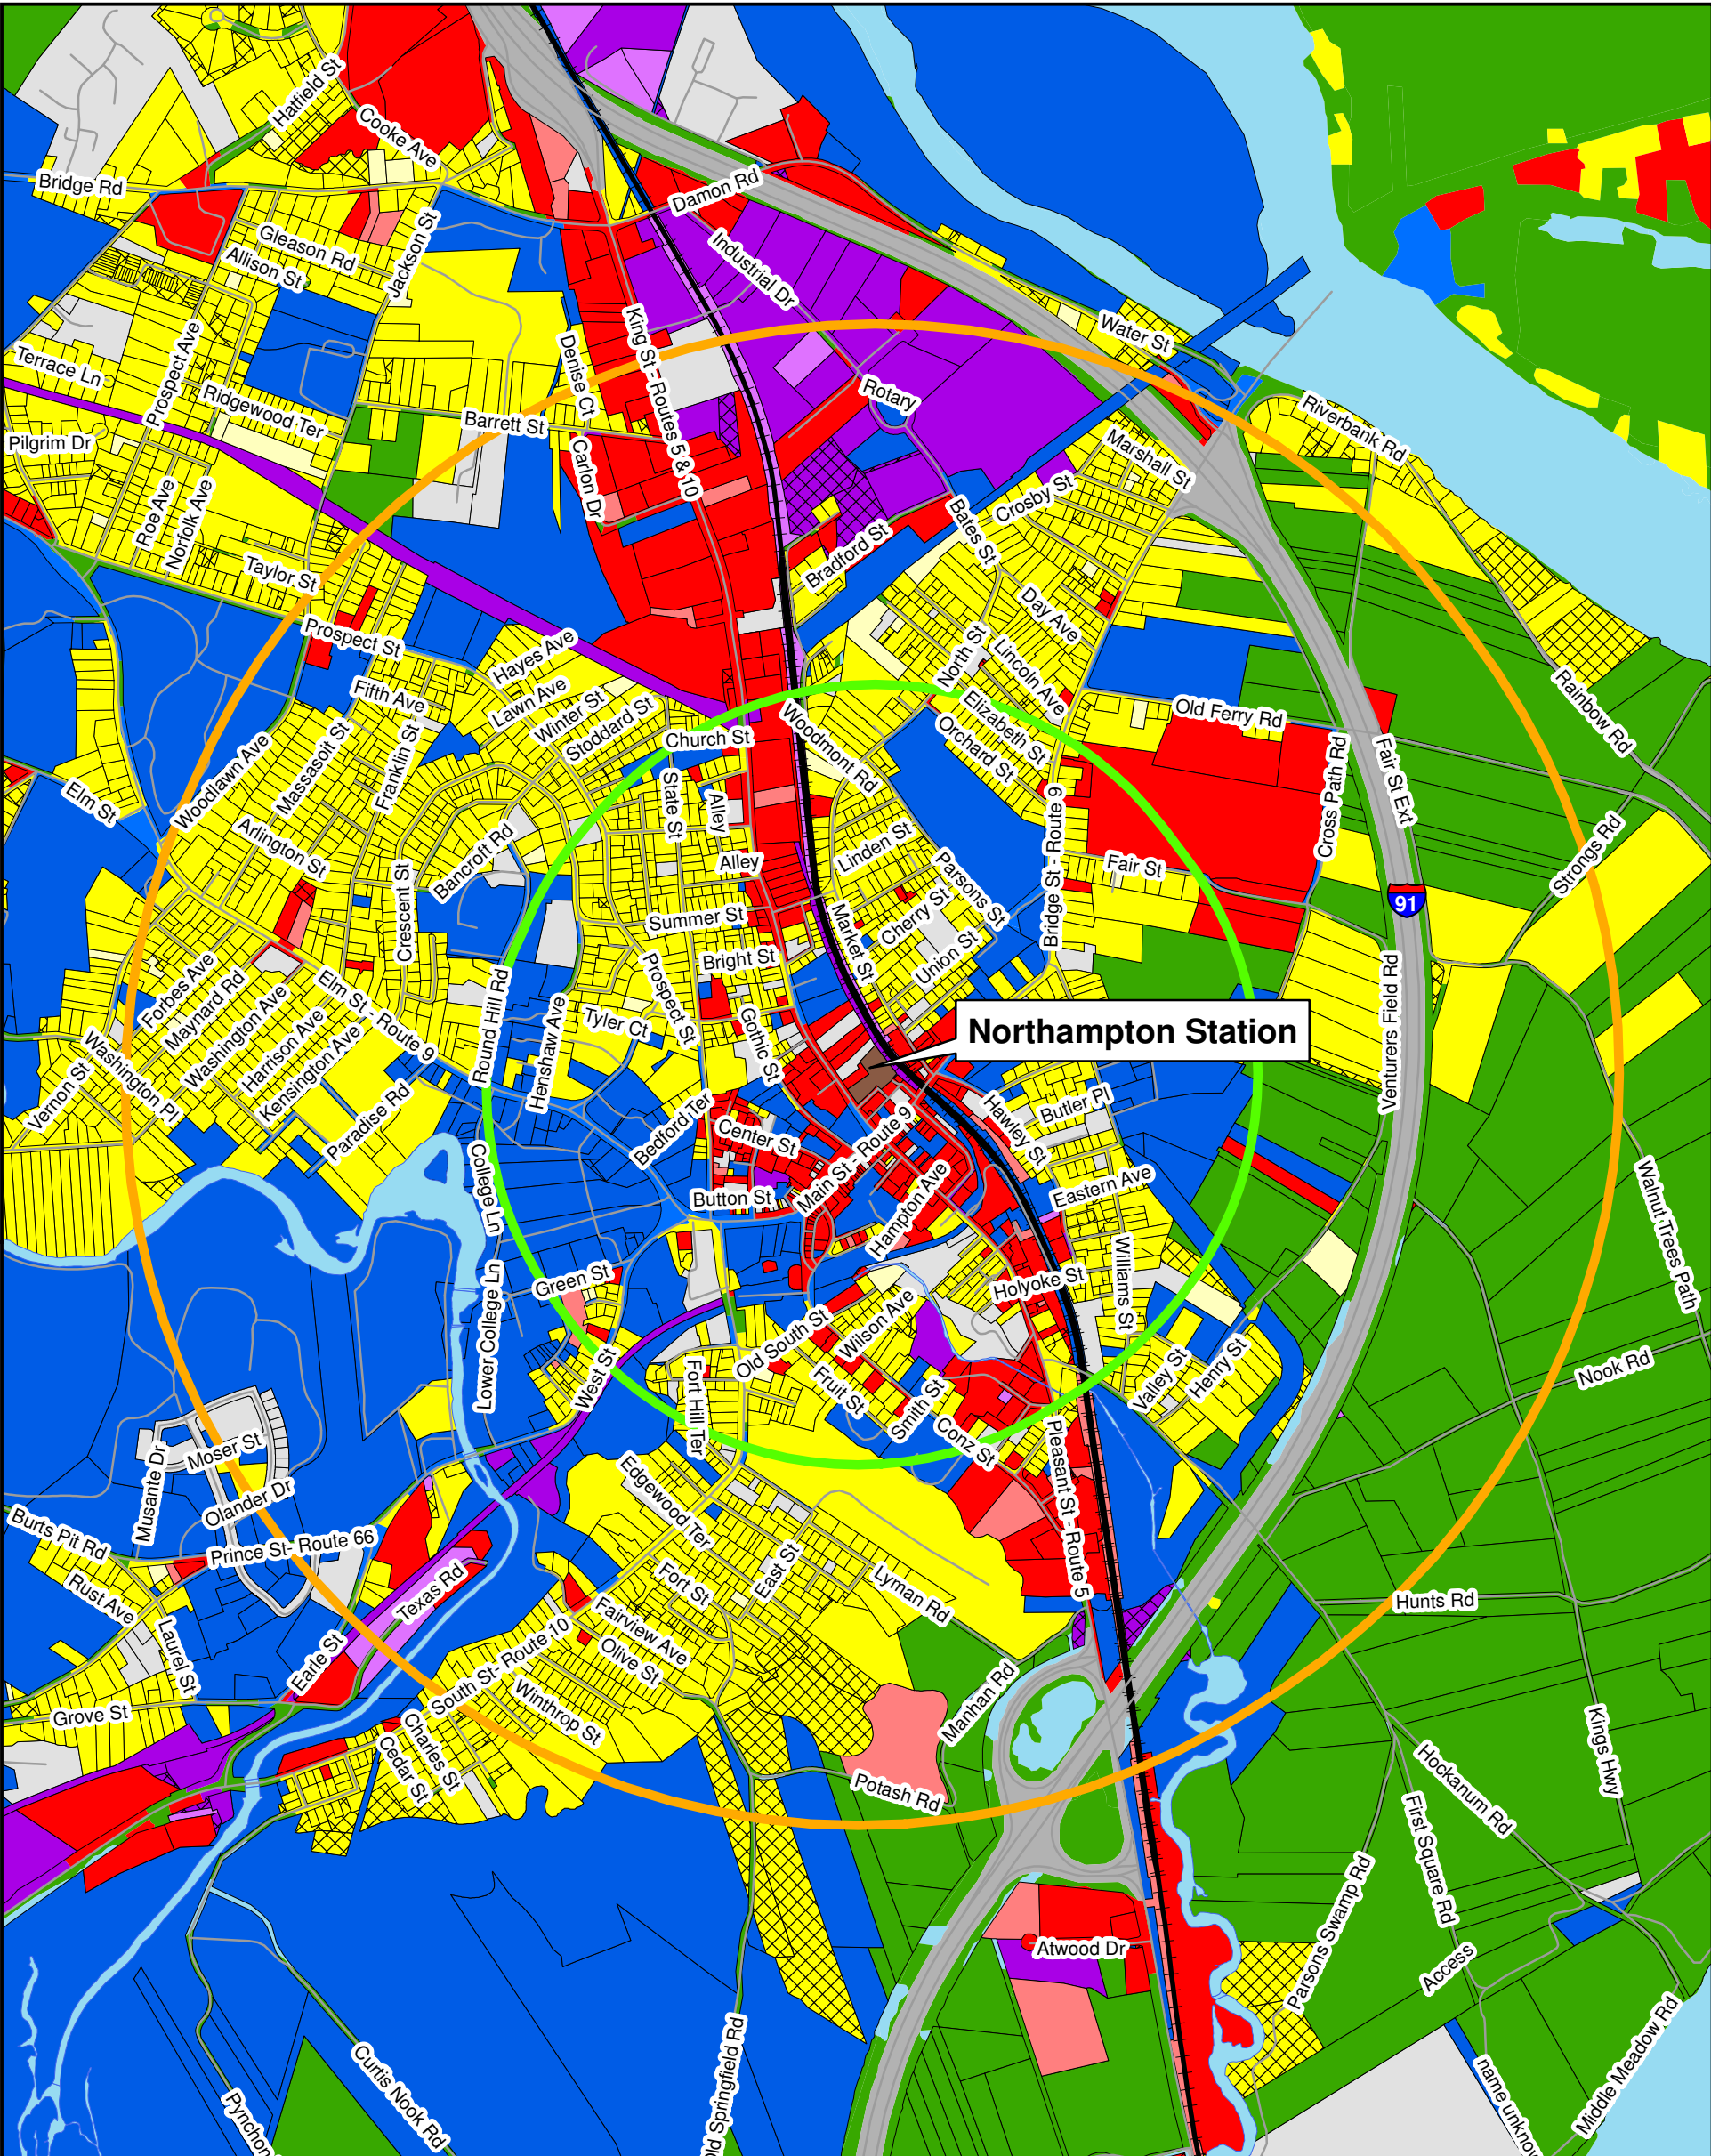 Hatfield St
Cooke Ave
Bridge Rd
Damon Rd
Gleason Rd
Allison St
Jackson St
Industrial Dr
King St - Routes 5 & 10
Water St
Denise Ct
Prospect Ave
Terrace Ln
Ridgewood Ter
Rotary
Barrett St
Riverbank Rd
Pilgrim Dr
Marshall St
Carlon Dr
Roe Ave
Norfolk Ave
Crosby St
Bates St
Bradford St
Taylor St
Day Ave
Prospect St
Hayes Ave
North St
Lincoln Ave
Fifth Ave
Lawn Ave
Winter St
Stoddard St
Elizabeth St
Old Ferry Rd
Rainbow Rd
Church St
Woodmont Rd
Orchard St
Massasoit St
Franklin St
Woodlawn Ave
Elm St
State St
Alley
Bridge St - Route 9
Cross Path Rd
Fair St Ext
Arlington St
Bancroft Rd
Alley
Linden St
Parsons St
Fair St
Strongs Rd
Crescent St
Summer St
Cherry St
91
Market St
Union St
Bright St
Forbes Ave
Maynard Rd
Elm St - Route 9
Prospect St
Round Hill Rd
Henshaw Ave
Tyler Ct
Gothic St
Northampton Station
Venturers Field Rd
Washington Ave
Harrison Ave
Kensington Ave
Washington Pl
Vernon St
Paradise Rd
Bedford Ter
Center St
Main St - Route 9
Hawley St
Butler Pl
College Ln
Button St
Hampton Ave
Eastern Ave
Walnut Trees Path
Green St
Holyoke St
Williams St
Lower College Ln
Wilson Ave
Old South St
West St
Fort Hill Ter
Fruit St
Smith St
Valley St
Henry St
Nook Rd
Conz St
Moser St
Musante Dr
Olander Dr
Edgewood Ter
Pleasant St - Route 5
Burts Pit Rd
Prince St- Route 66
Rust Ave
Texas Rd
Fort St
East St
Lyman Rd
Hunts Rd
Laurel St
Earle St
Fairview Ave
Olive St
South St- Route 10
Grove St
Winthrop St
Manhan Rd
Charles St
Cedar St
Potash Rd
Kings Hwy
Hockanum Rd
First Square Rd
Parsons Swamp Rd
Atwood Dr
Access
Curtis Nook Rd
Pynchon
ld Springfield Rd
name unknow
Middle Meadow Rd